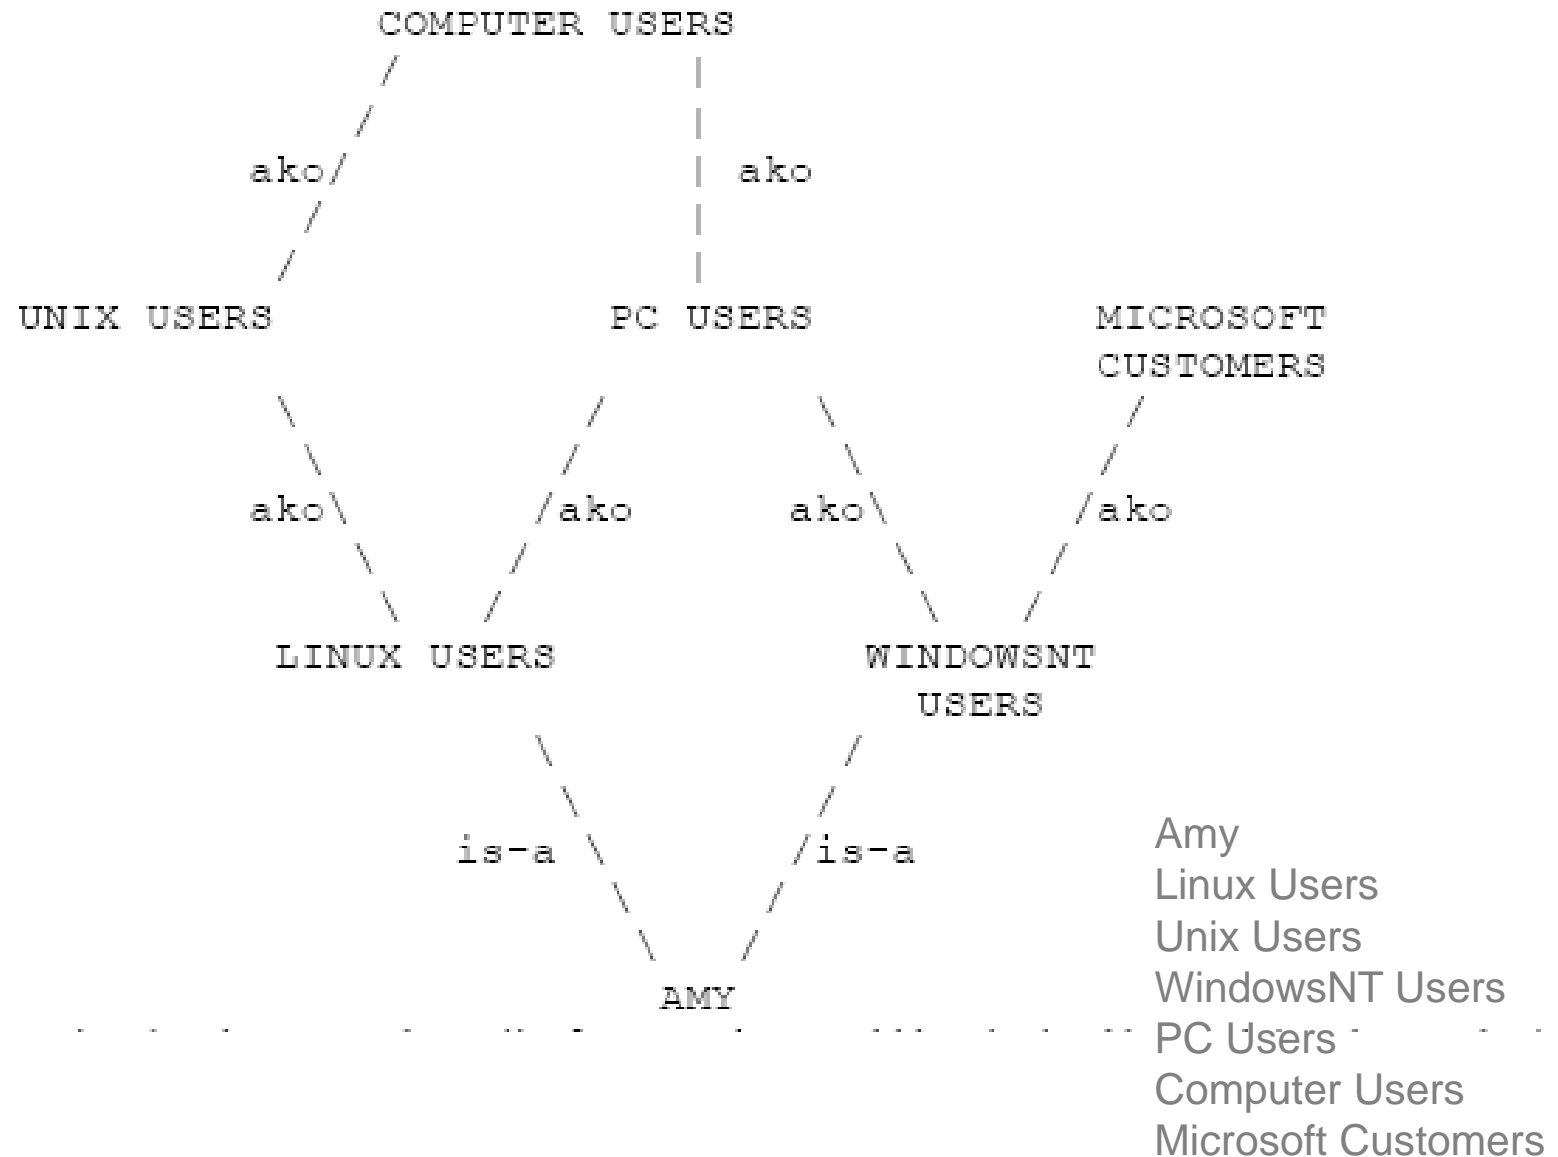 COMPUTER USERS
ako ako
UNIX USERS PC USERS MICROSOFT
CUSTOMERS
ako ako ako ako
LINUX USERS WINDOWSNT
USERS
is-a is-a
AMY
Amy
Linux Users
Unix Users
WindowsNT Users
PC Users
Computer Users
Microsoft Customers